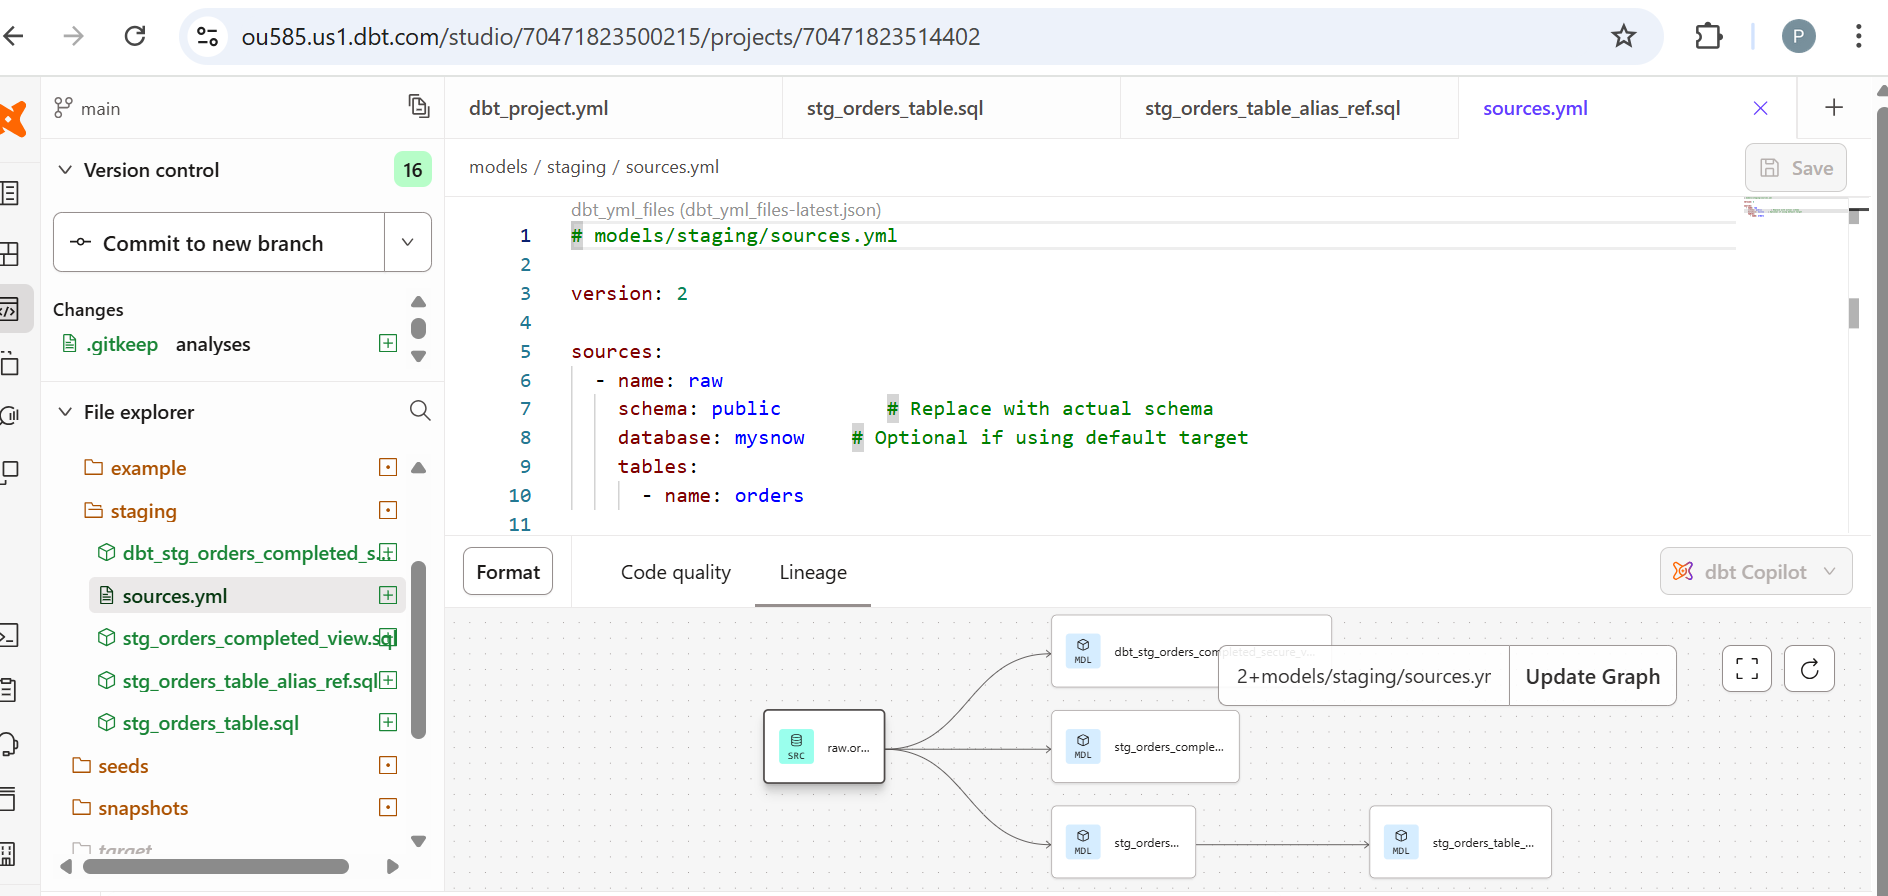 ou585.us1.dbt.com/studio/70471823500215/projects/70471823514402
P
main
Version control
16
Commit to new branch
Changes
.gitkeep analyses
File explorer
example
staging
dbt_stg_orders_completed_s...
sources.yml
stg_orders_completed_view.sql
stg_orders_table_alias_ref.sql
stg_orders_table.sql
seeds
snapshots
target
dbt_project.yml
stg_orders_table.sql
stg_orders_table_alias_ref.sql
sources.yml
models / staging / sources.yml
Save
dbt_yml_files (dbt_yml_files-latest.json)
1 # models/staging/sources.yml
2
3 version: 2
4
5 sources:
6 - name: raw
7 schema: public # Replace with actual schema
8 database: mysnow # Optional if using default target
9 tables:
10 - name: orders
11
Format
Code quality
Lineage
dbt Copilot
MDL dbt_stg_orders_completed_secure_v...
2+models/staging/sources.yr
Update Graph
SRC raw.or...
MDL stg_orders_comple...
MDL stg_orders...
MDL stg_orders_table_...